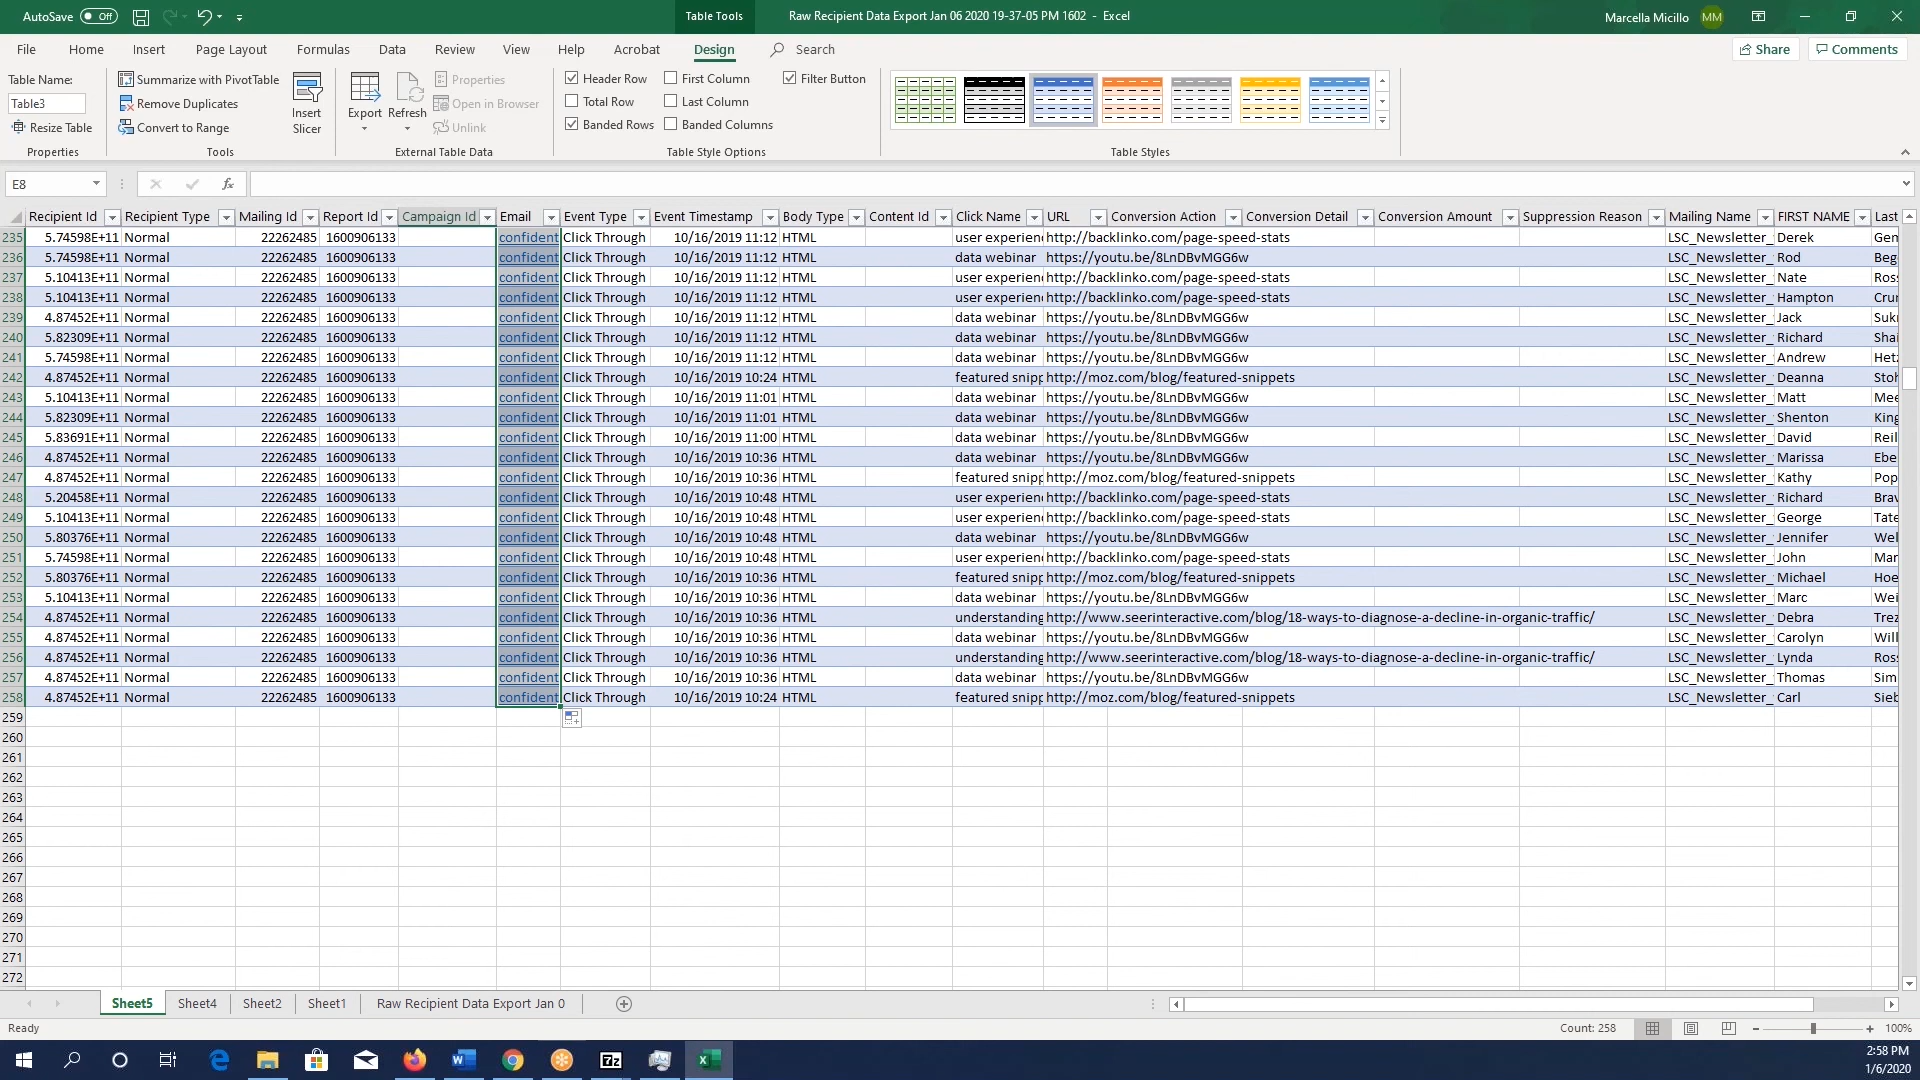 AutoSave Off
Table Tools
Raw Recipient Data Export Jan 06 2020 19-37-05 PM 1602 - Excel
Marcella Micillo MM
File Home Insert Page Layout Formulas Data Review View Help Acrobat Design Search Share Comments
Table Name:
Table3
Resize Table
Properties
Summarize with PivotTable
Remove Duplicates
Convert to Range
Tools
Insert Slicer
Export
Refresh
Properties
Open in Browser
Unlink
External Table Data
Header Row First Column Filter Button
Total Row Last Column
Banded Rows Banded Columns
Table Style Options
Table Styles
E8 fx
Recipient Id Recipient Type Mailing Id Report Id Campaign Id Email Event Type Event Timestamp Body Type Content Id Click Name URL Conversion Action Conversion Detail Conversion Amount Suppression Reason Mailing Name FIRST NAME Last
235 5.74598E+11 Normal 22262485 1600906133 confident Click Through 10/16/2019 11:12 HTML user experien http://backlinko.com/page-speed-stats LSC_Newsletter_ Derek Gen
236 5.74598E+11 Normal 22262485 1600906133 confident Click Through 10/16/2019 11:12 HTML data webinar https://youtu.be/8LnDBvMGG6w LSC_Newsletter_ Rod Beg
237 5.10413E+11 Normal 22262485 1600906133 confident Click Through 10/16/2019 11:12 HTML user experien http://backlinko.com/page-speed-stats LSC_Newsletter_ Nate Ros
238 5.10413E+11 Normal 22262485 1600906133 confident Click Through 10/16/2019 11:12 HTML user experien http://backlinko.com/page-speed-stats LSC_Newsletter_ Hampton Crur
239 4.87452E+11 Normal 22262485 1600906133 confident Click Through 10/16/2019 11:12 HTML data webinar https://youtu.be/8LnDBvMGG6w LSC_Newsletter_ Jack Suk
240 5.82309E+11 Normal 22262485 1600906133 confident Click Through 10/16/2019 11:12 HTML data webinar https://youtu.be/8LnDBvMGG6w LSC_Newsletter_ Richard Sha
241 5.74598E+11 Normal 22262485 1600906133 confident Click Through 10/16/2019 11:12 HTML data webinar https://youtu.be/8LnDBvMGG6w LSC_Newsletter_ Andrew Het
242 4.87452E+11 Normal 22262485 1600906133 confident Click Through 10/16/2019 10:24 HTML featured snipp http://moz.com/blog/featured-snippets LSC_Newsletter_ Deanna Stoh
243 5.10413E+11 Normal 22262485 1600906133 confident Click Through 10/16/2019 11:01 HTML data webinar https://youtu.be/8LnDBvMGG6w LSC_Newsletter_ Matt Mee
244 5.82309E+11 Normal 22262485 1600906133 confident Click Through 10/16/2019 11:01 HTML data webinar https://youtu.be/8LnDBvMGG6w LSC_Newsletter_ Shenton King
245 5.83691E+11 Normal 22262485 1600906133 confident Click Through 10/16/2019 11:00 HTML data webinar https://youtu.be/8LnDBvMGG6w LSC_Newsletter_ David Reil
246 4.87452E+11 Normal 22262485 1600906133 confident Click Through 10/16/2019 10:36 HTML data webinar https://youtu.be/8LnDBvMGG6w LSC_Newsletter_ Marissa Ebe
247 4.87452E+11 Normal 22262485 1600906133 confident Click Through 10/16/2019 10:36 HTML featured snipp http://moz.com/blog/featured-snippets LSC_Newsletter_ Kathy Pop
248 5.20458E+11 Normal 22262485 1600906133 confident Click Through 10/16/2019 10:48 HTML user experien http://backlinko.com/page-speed-stats LSC_Newsletter_ Richard Brav
249 5.10413E+11 Normal 22262485 1600906133 confident Click Through 10/16/2019 10:48 HTML user experien http://backlinko.com/page-speed-stats LSC_Newsletter_ George Tate
250 5.80376E+11 Normal 22262485 1600906133 confident Click Through 10/16/2019 10:48 HTML data webinar https://youtu.be/8LnDBvMGG6w LSC_Newsletter_ Jennifer Wel
251 5.74598E+11 Normal 22262485 1600906133 confident Click Through 10/16/2019 10:48 HTML user experien http://backlinko.com/page-speed-stats LSC_Newsletter_ John Mar
252 5.80376E+11 Normal 22262485 1600906133 confident Click Through 10/16/2019 10:36 HTML featured snipp http://moz.com/blog/featured-snippets LSC_Newsletter_ Michael Hoe
253 5.10413E+11 Normal 22262485 1600906133 confident Click Through 10/16/2019 10:36 HTML data webinar https://youtu.be/8LnDBvMGG6w LSC_Newsletter_ Marc Wei
254 4.87452E+11 Normal 22262485 1600906133 confident Click Through 10/16/2019 10:36 HTML understanding http://www.seerinteractive.com/blog/18-ways-to-diagnose-a-decline-in-organic-traffic/ LSC_Newsletter_ Debra Trez
255 4.87452E+11 Normal 22262485 1600906133 confident Click Through 10/16/2019 10:36 HTML data webinar https://youtu.be/8LnDBvMGG6w LSC_Newsletter_ Carolyn Will
256 4.87452E+11 Normal 22262485 1600906133 confident Click Through 10/16/2019 10:36 HTML understanding http://www.seerinteractive.com/blog/18-ways-to-diagnose-a-decline-in-organic-traffic/ LSC_Newsletter_ Lynda Ros
257 4.87452E+11 Normal 22262485 1600906133 confident Click Through 10/16/2019 10:36 HTML data webinar https://youtu.be/8LnDBvMGG6w LSC_Newsletter_ Thomas Sim
258 4.87452E+11 Normal 22262485 1600906133 confident Click Through 10/16/2019 10:24 HTML featured snipp http://moz.com/blog/featured-snippets LSC_Newsletter_ Carl Sieb
259
260
261
262
263
264
265
266
267
268
269
270
271
272
Sheet5 Sheet4 Sheet2 Sheet1 Raw Recipient Data Export Jan 0
Ready Count: 258 100%
2:58 PM
1/6/2020